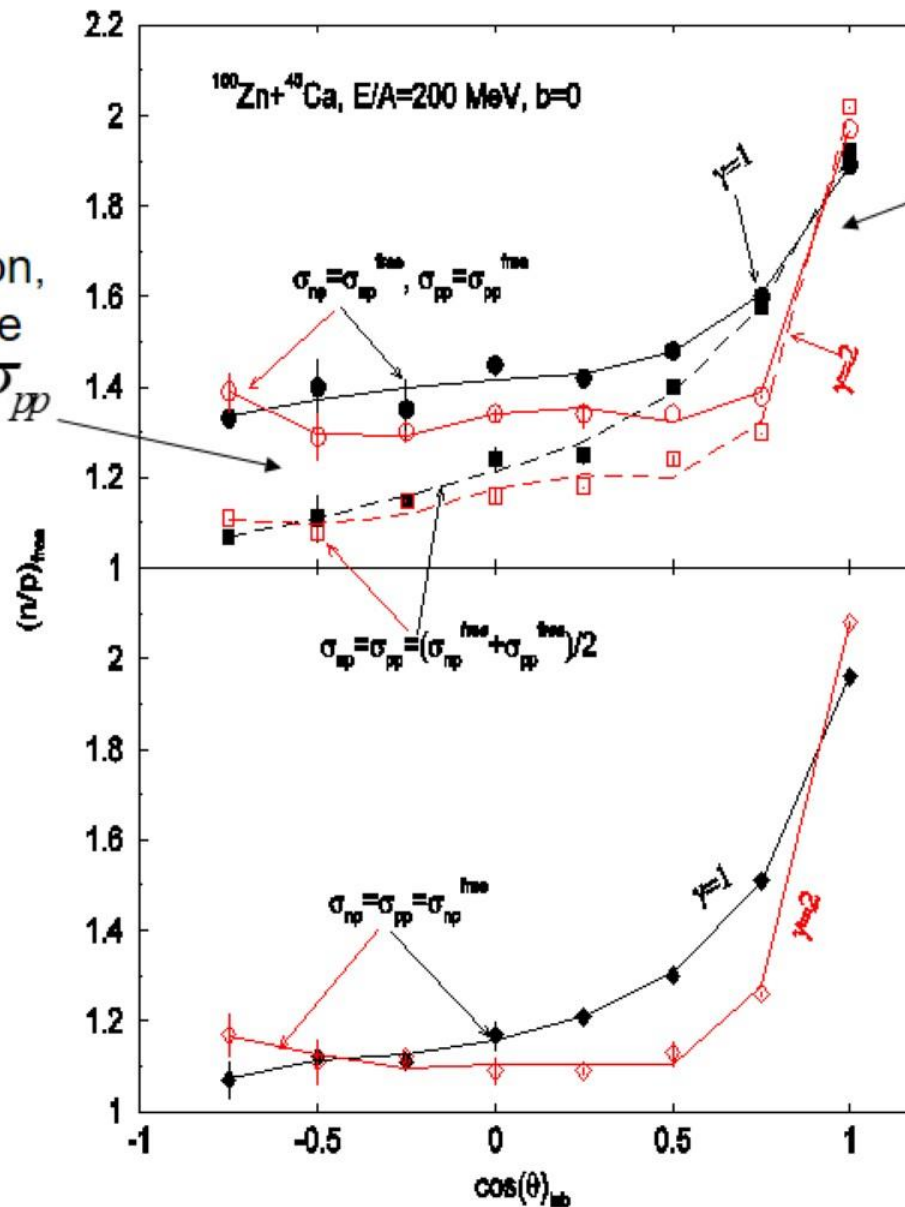 2.2
¹⁰⁰Zn+⁴⁰Ca, E/A=200 MeV, b=0
2
γ=1
1.8
on,
σnp=σnp^free, σpp=σpp^free
1.6
e
γ=2
σpp
1.4
1.2
1
(n/p)free
σnp=σpp=(σnp^free+σpp^free)/2
2
1.8
1.6
σnp=σpp=σnp^free
γ=1
γ=2
1.4
1.2
1
-1 -0.5 0 0.5 1
cos(θ)lab